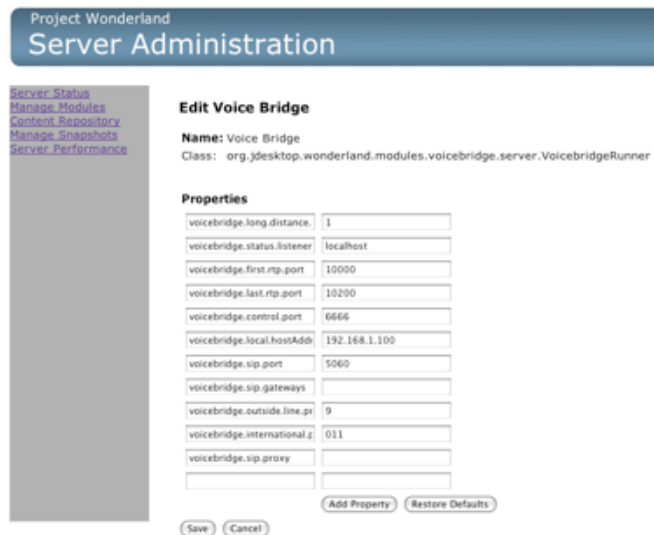 Project Wonderland
Server Administration
Server Status
Manage Modules
Content Repository
Manage Snapshots
Server Performance
Edit Voice Bridge
Name: Voice Bridge
Class: org.jdesktop.wonderland.modules.voicebridge.server.VoicebridgeRunner
Properties
voicebridge.long.distance. 1
voicebridge.status.listener localhost
voicebridge.first.rtp.port 10000
voicebridge.last.rtp.port 10200
voicebridge.control.port 6666
voicebridge.local.hostAddr 192.168.1.100
voicebridge.sip.port 5060
voicebridge.sip.gateways
voicebridge.outside.line.pr 9
voicebridge.international.p 011
voicebridge.sip.proxy
Add Property Restore Defaults
Save Cancel